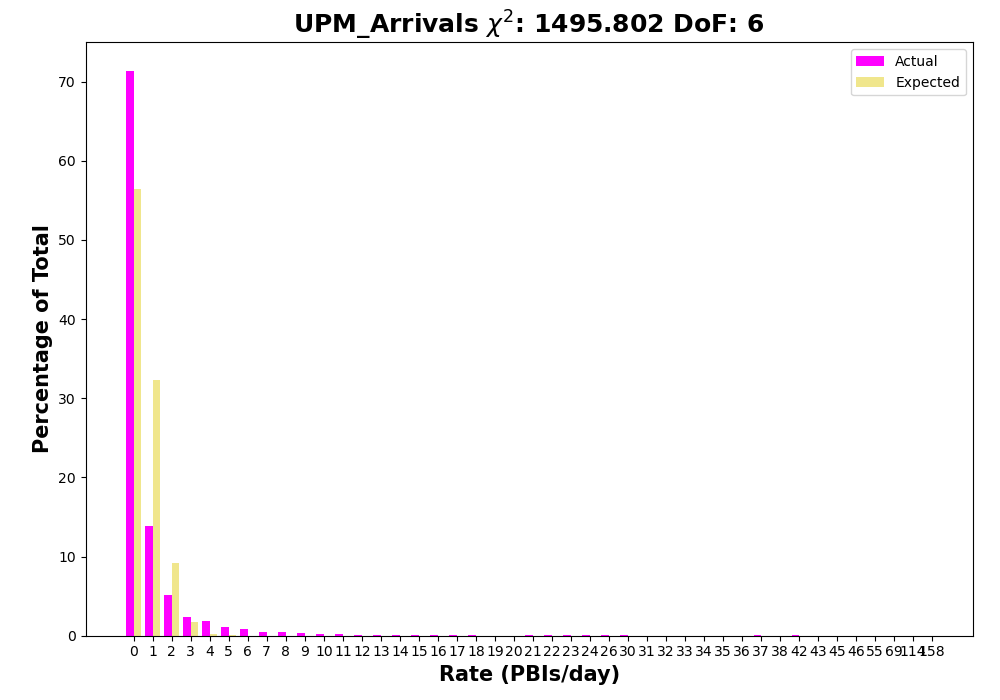 UPM_Arrivals χ²: 1495.802 DoF: 6
Actual
Expected
70
60
50
40
30
20
10
0
Percentage of Total
0 1 2 3 4 5 6 7 8 9 10 11 12 13 14 15 16 17 18 19 20 21 22 23 24 26 30 31 32 33 34 35 36 37 38 42 43 45 46 55 69 114 158
Rate (PBIs/day)